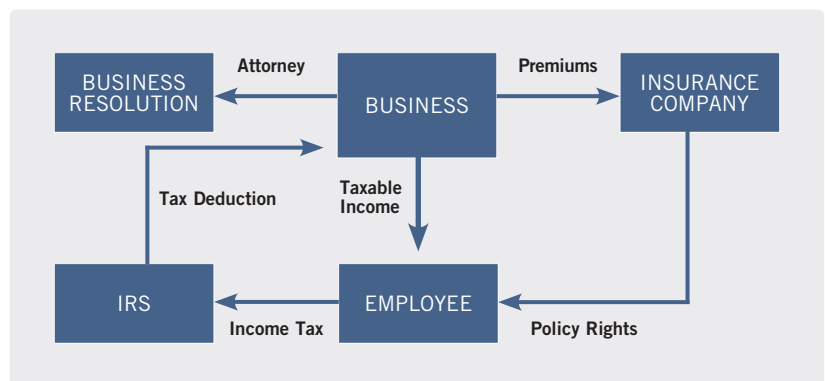 Attorney
Premiums
BUSINESS
RESOLUTION
BUSINESS
INSURANCE
COMPANY
Tax Deduction
Taxable
Income
IRS
EMPLOYEE
Income Tax
Policy Rights